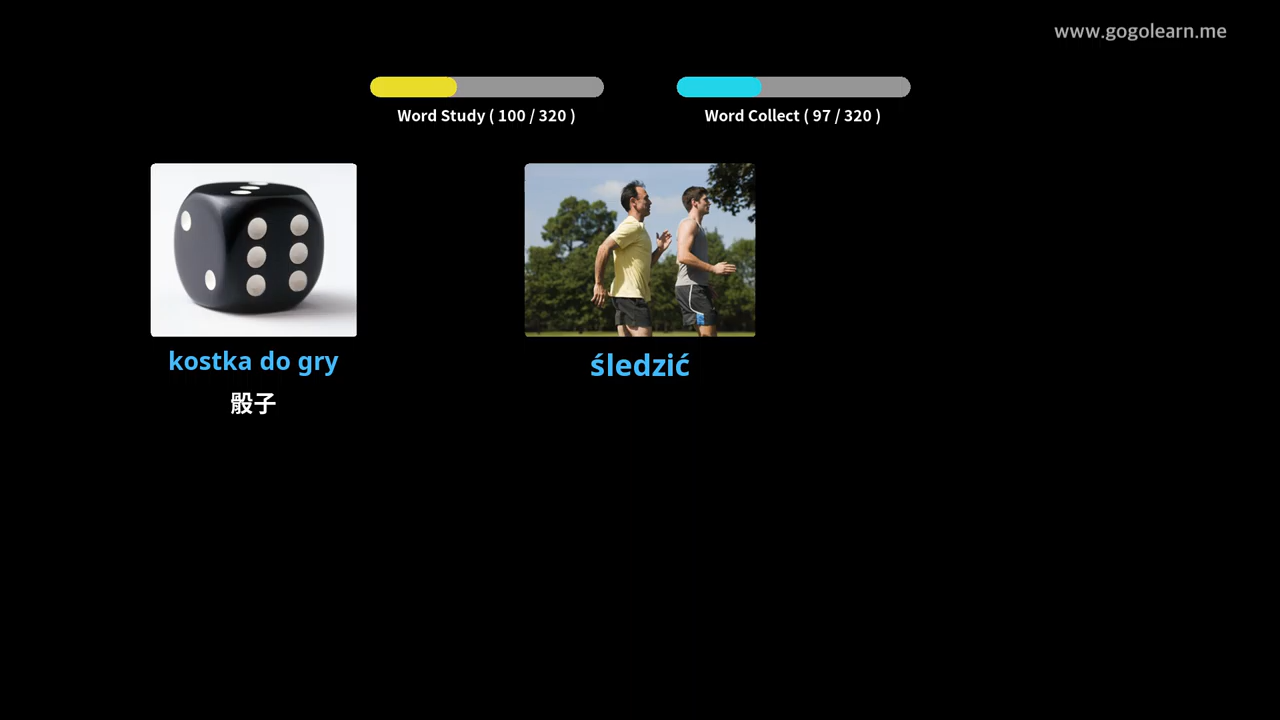 www.gogolearn.me
Word Study ( 100 / 320 )
Word Collect ( 97 / 320 )
kostka do gry
śledzić
骰子